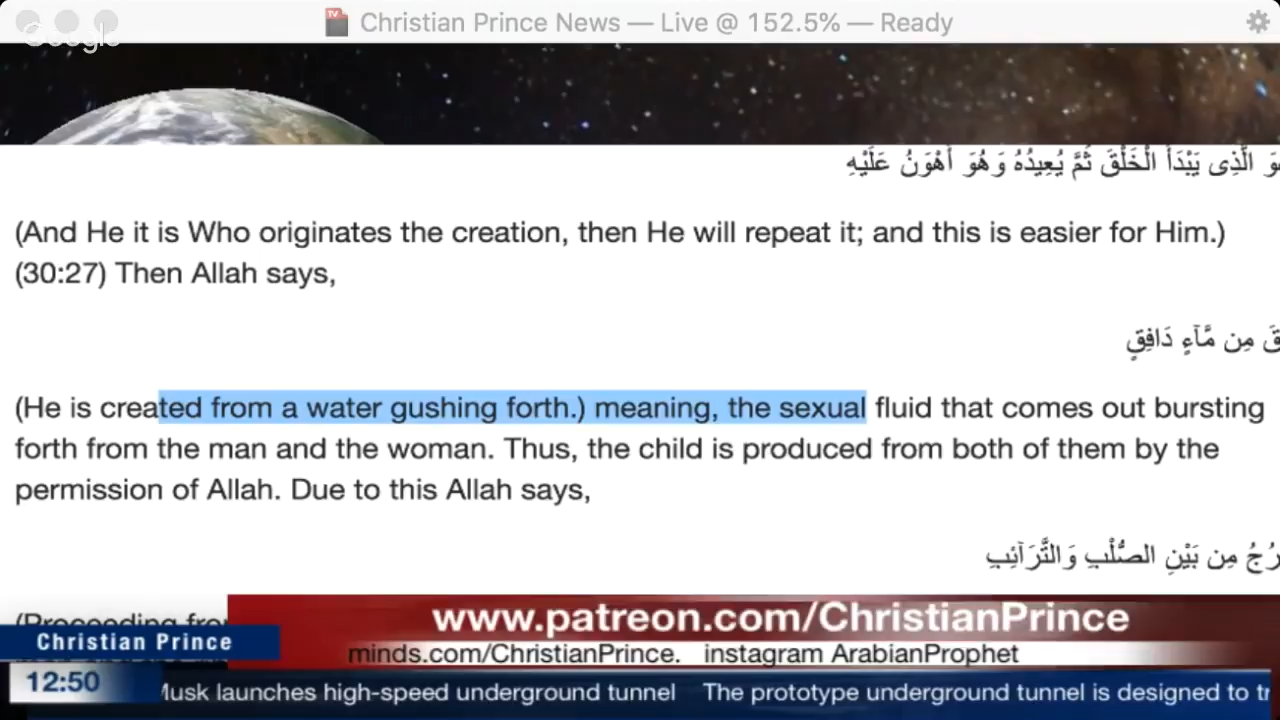 Google
Christian Prince News — Live @ 152.5% — Ready
الَّذِى يَبْدَأُ الْخَلْقَ ثُمَّ يُعِيدُهُ وَهُوَ أَهْوَنُ عَلَيْهِ
(And He it is Who originates the creation, then He will repeat it; and this is easier for Him.)
(30:27) Then Allah says,
مِن مَّآءٍ دَافِقٍ
(He is created from a water gushing forth.) meaning, the sexual fluid that comes out bursting
forth from the man and the woman. Thus, the child is produced from both of them by the
permission of Allah. Due to this Allah says,
مِن بَيْنِ الصُّلْبِ وَالتَّرَآئِبِ
(Proceeding
www.patreon.com/ChristianPrince
Christian Prince
minds.com/ChristianPrince. instagram ArabianProphet
12:50
Musk launches high-speed underground tunnel The prototype underground tunnel is designed to